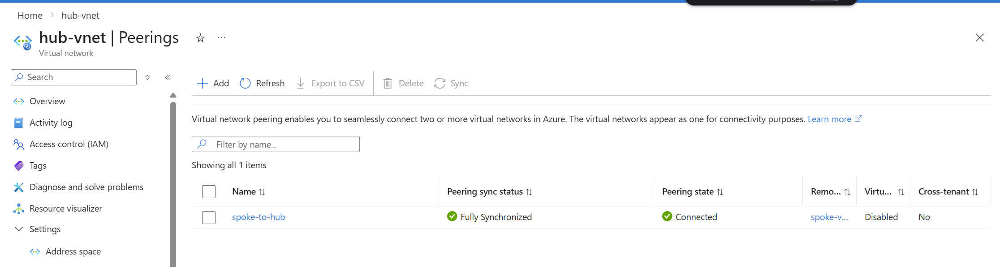 Home > hub-vnet
hub-vnet | Peerings
Virtual network
Search
Overview
Activity log
Access control (IAM)
Tags
Diagnose and solve problems
Resource visualizer
Settings
Address space
Add Refresh Export to CSV Delete Sync
Virtual network peering enables you to seamlessly connect two or more virtual networks in Azure. The virtual networks appear as one for connectivity purposes. Learn more
Filter by name...
Showing all 1 items
Name Peering sync status Peering state Remo... Virtu... Cross-tenant
spoke-to-hub Fully Synchronized Connected spoke-v... Disabled No